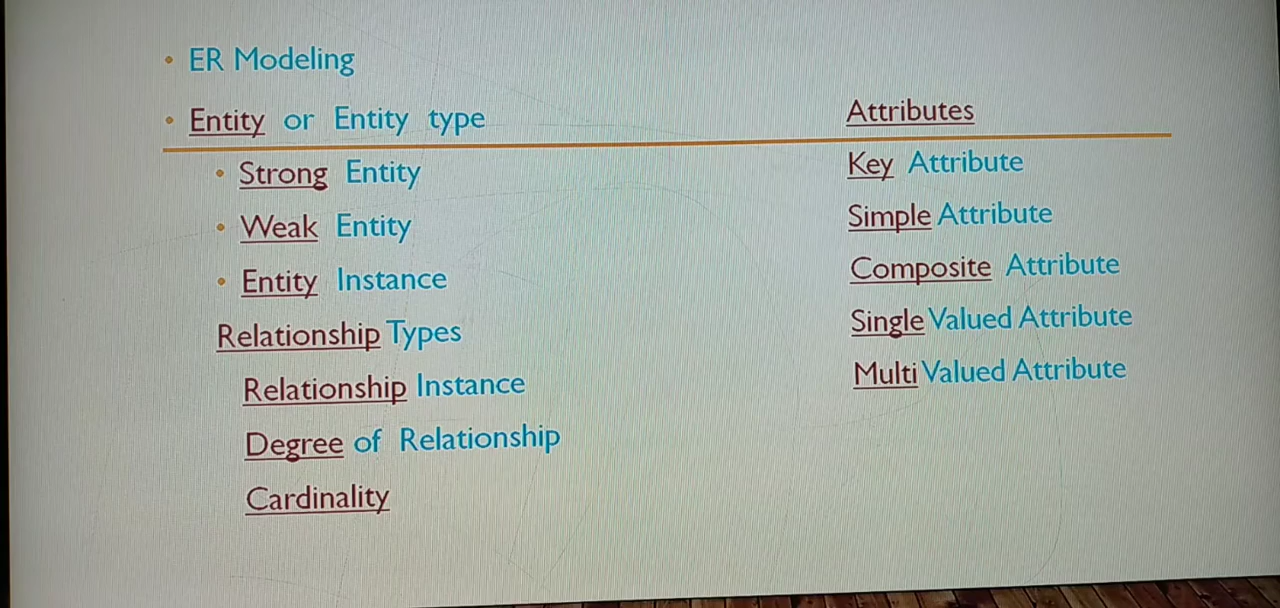 ER Modeling
Entity or Entity type
Strong Entity
Weak Entity
Entity Instance
Relationship Types
Relationship Instance
Degree of Relationship
Cardinality
Attributes
Key Attribute
Simple Attribute
Composite Attribute
Single Valued Attribute
Multi Valued Attribute